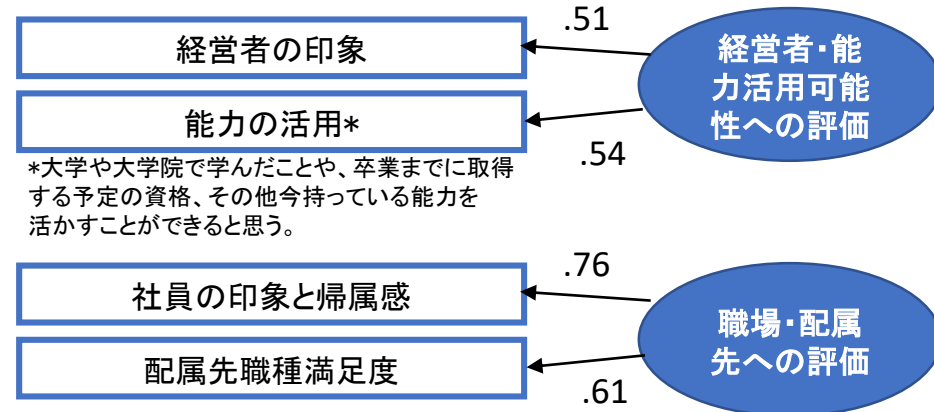 .51
経営者の印象
経営者・能
力活用可能
性への評価
能力の活用*
.54
*大学や大学院で学んだことや、卒業までに取得
する予定の資格、その他今持っている能力を
活かすことができると思う。
.76
社員の印象と帰属感
職場・配属
先への評価
配属先職種満足度
.61